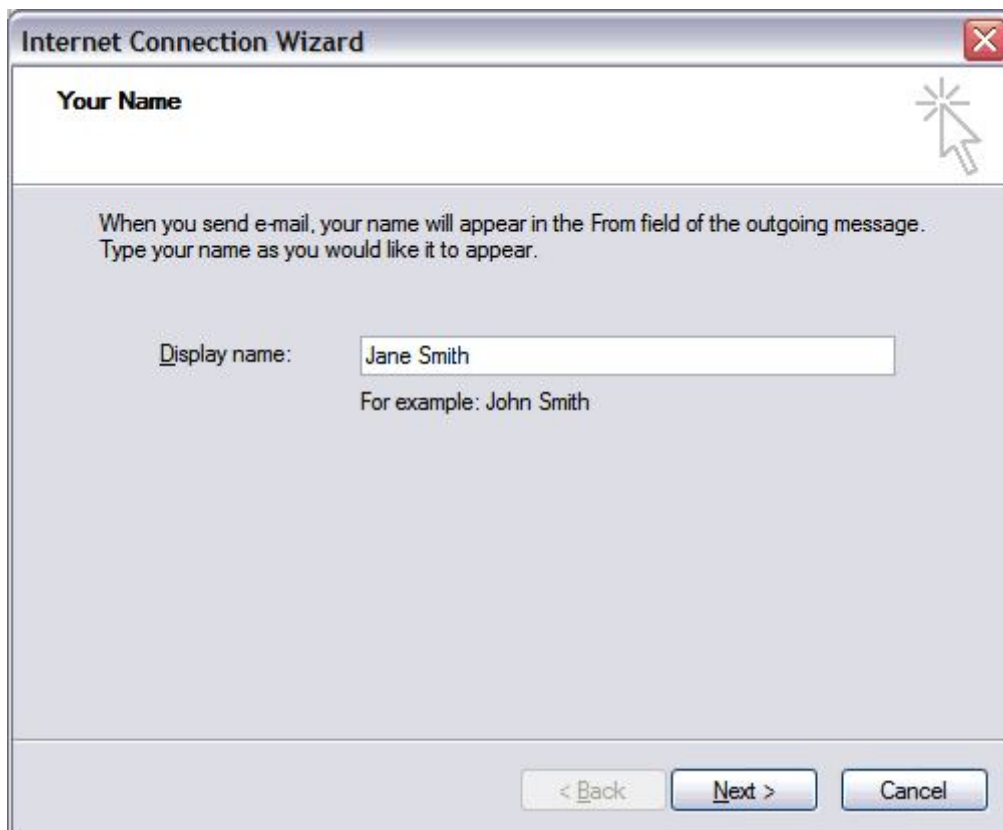 Internet Connection Wizard
Your Name
When you send e-mail, your name will appear in the From field of the outgoing message.
Type your name as you would like it to appear.
Display name: Jane Smith
For example: John Smith
< Back Next > Cancel